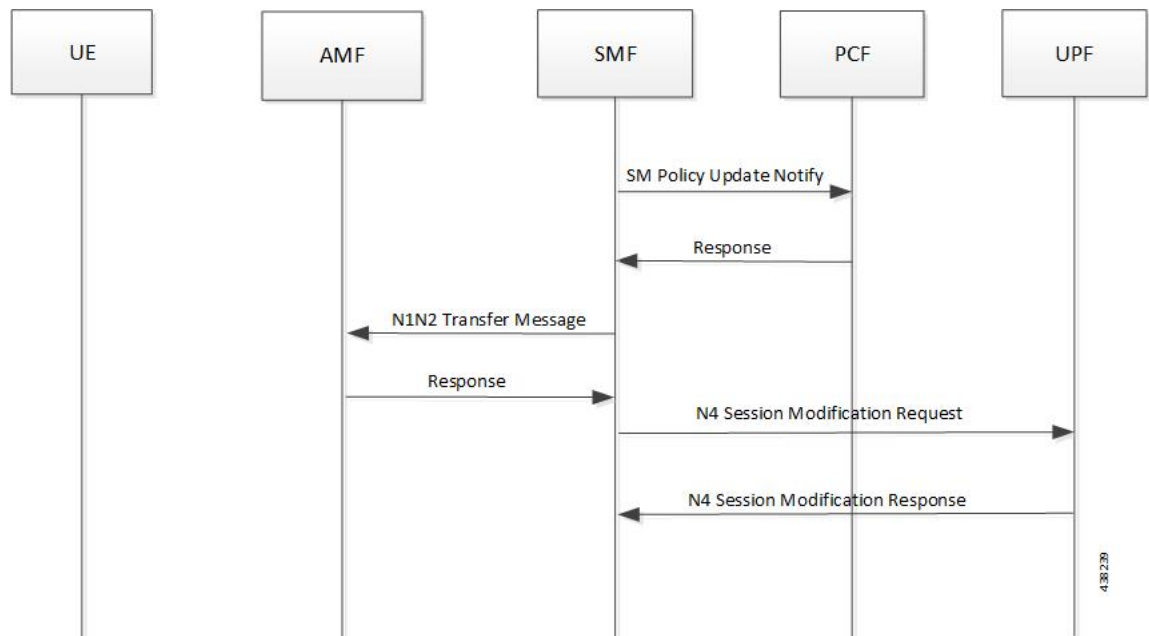 UE
AMF
SMF
PCF
UPF
SM Policy Update Notify
Response
N1N2 Transfer Message
Response
N4 Session Modification Request
N4 Session Modification Response
438239